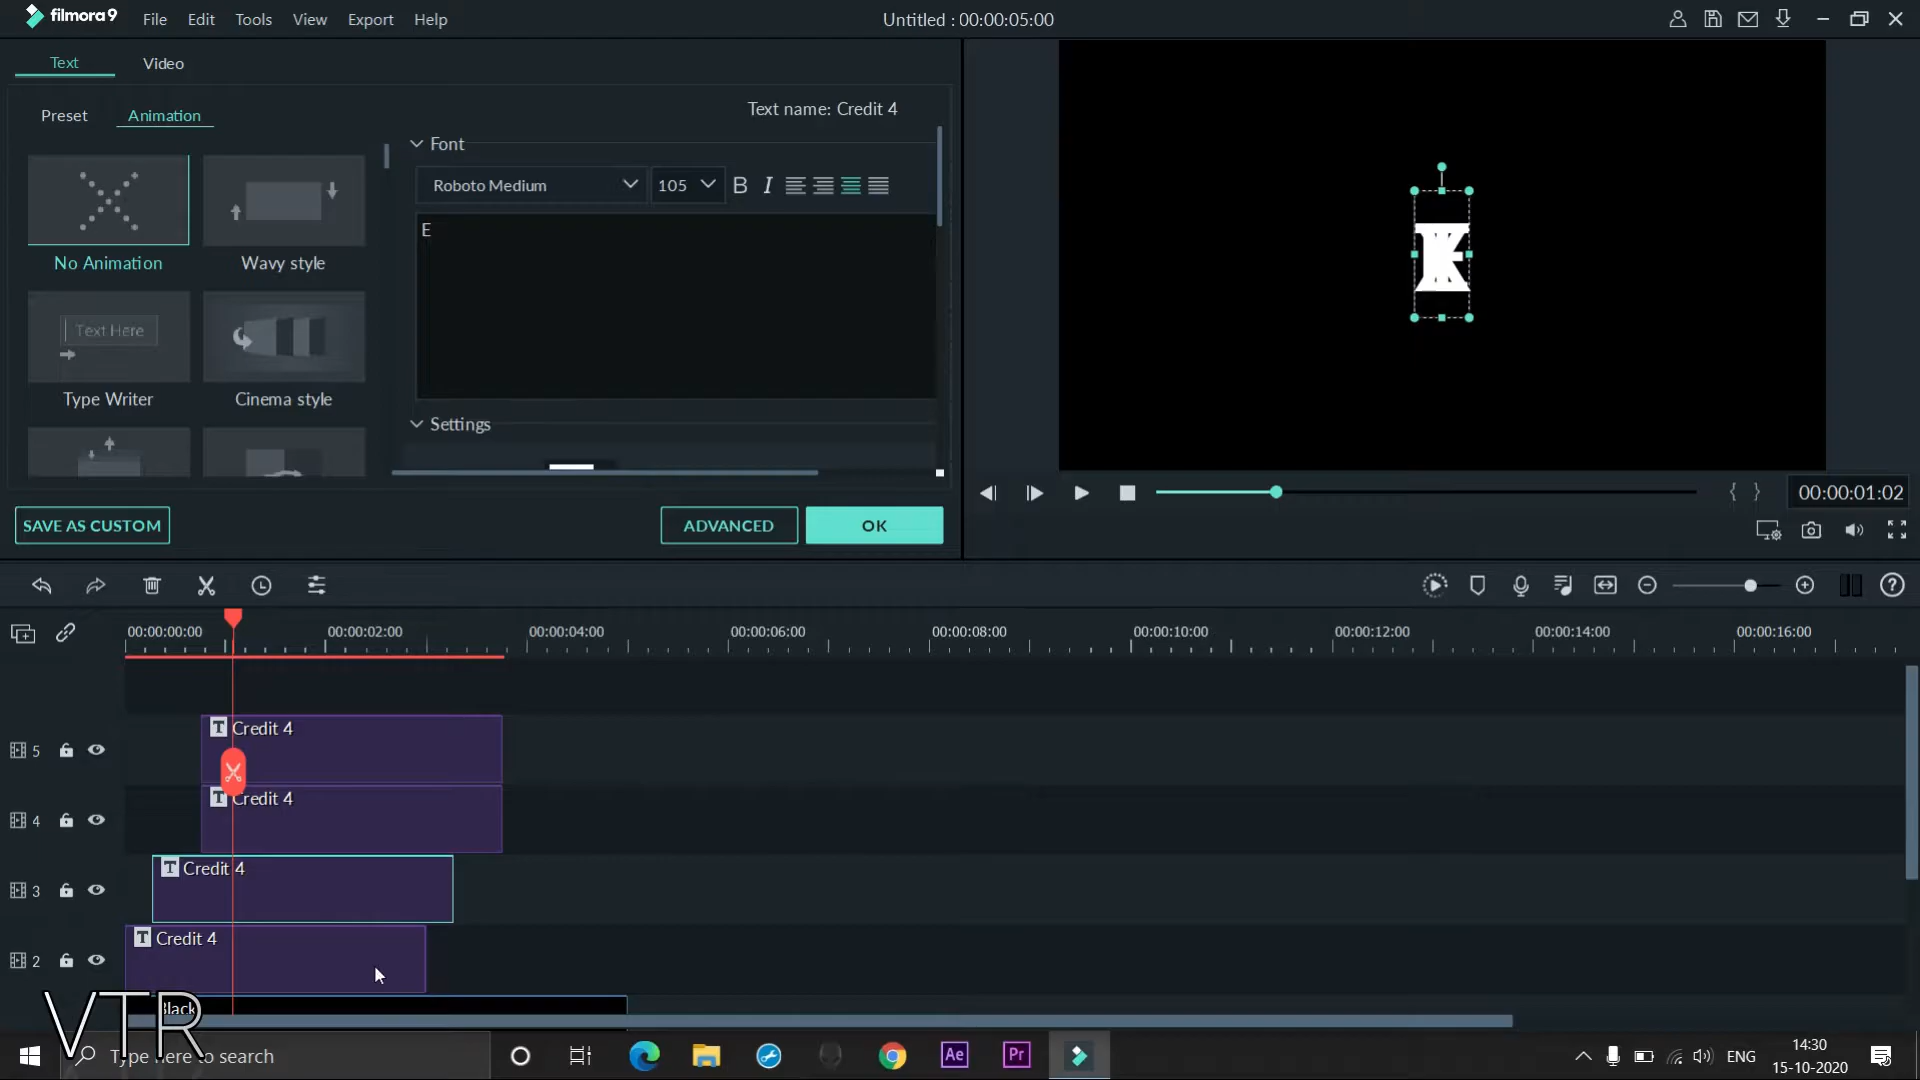 filmora9 File Edit Tools View Export Help Untitled : 00:00:05:00
Text Video
Preset Animation Text name: Credit 4
Font
Roboto Medium 105 B I
E
No Animation Wavy style
Text Here
Type Writer Cinema style
Settings
SAVE AS CUSTOM ADVANCED OK
00:00:01:02
00:00:00:00 00:00:02:00 00:00:04:00 00:00:06:00 00:00:08:00 00:00:10:00 00:00:12:00 00:00:14:00 00:00:16:00
T Credit 4
5
T Credit 4
4
T Credit 4
3
T Credit 4
2
Black
VTR
Type here to search
Ae Pr
ENG
14:30
15-10-2020